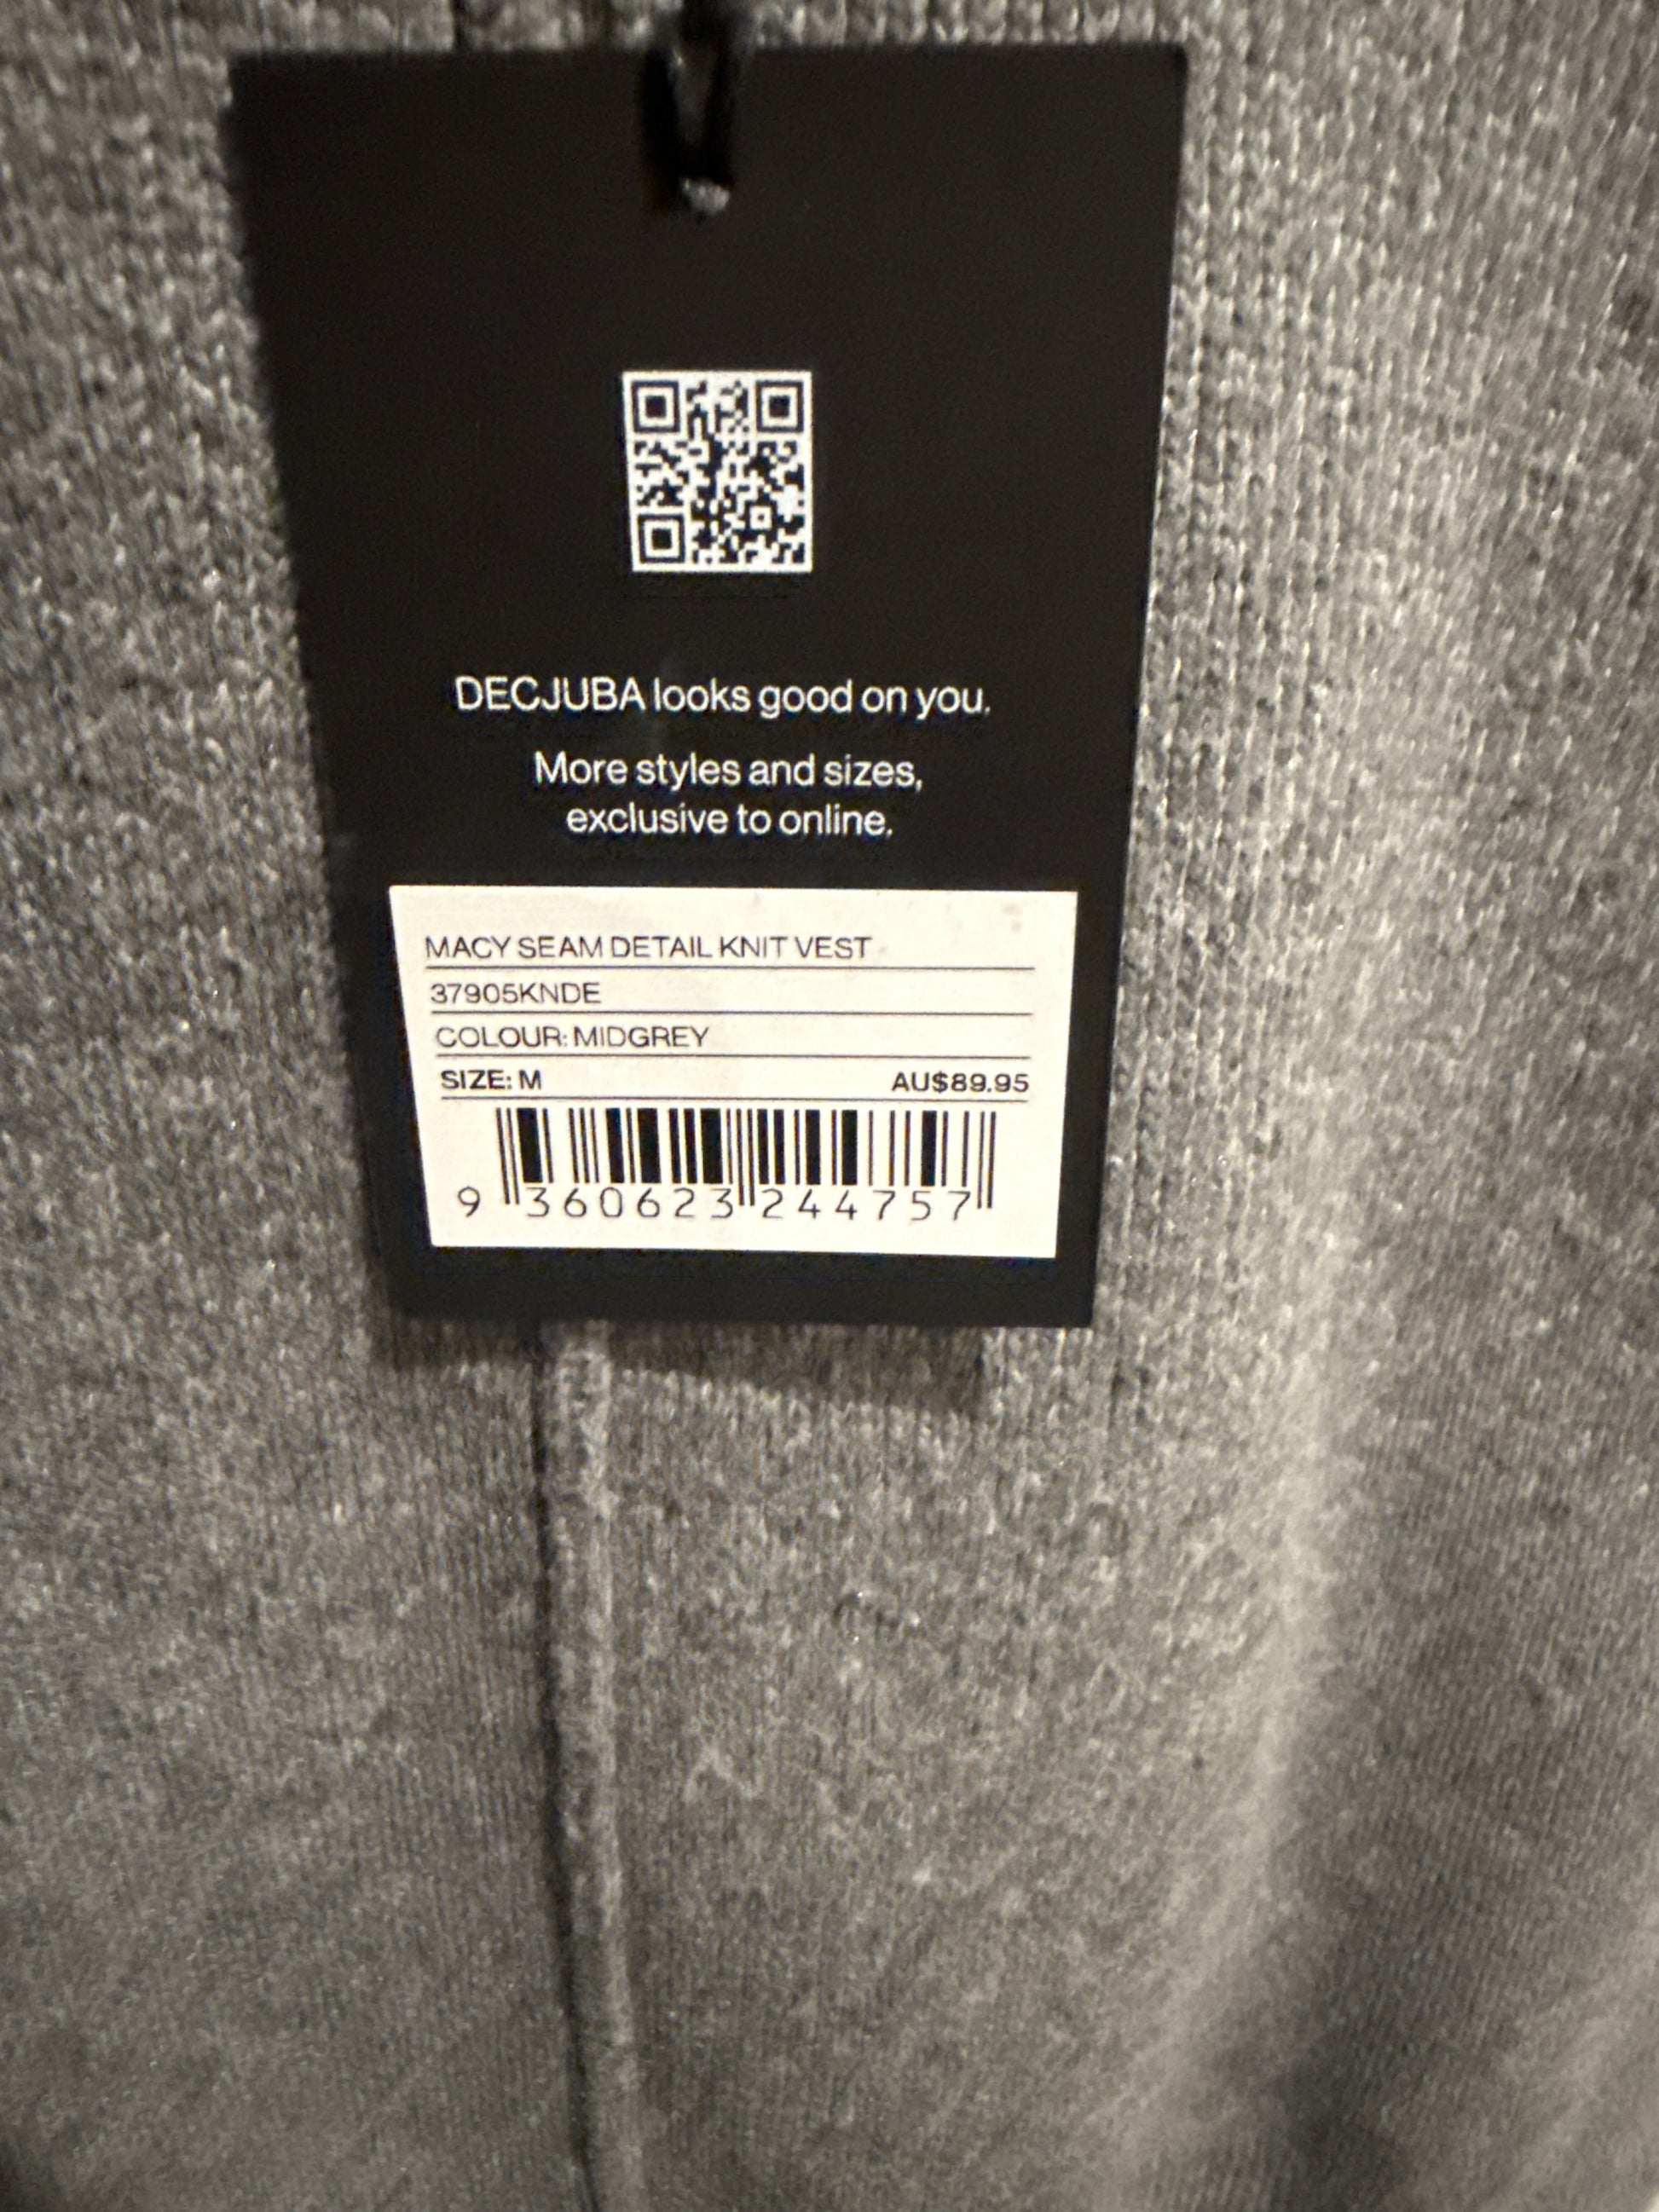 DECJUBA looks good on you.
More styles and sizes,
exclusive to online.
MACY SEAM DETAIL KNIT VEST
37905KNDE
COLOUR: MIDGREY
SIZE: M AU$89.95
9 360623 244757